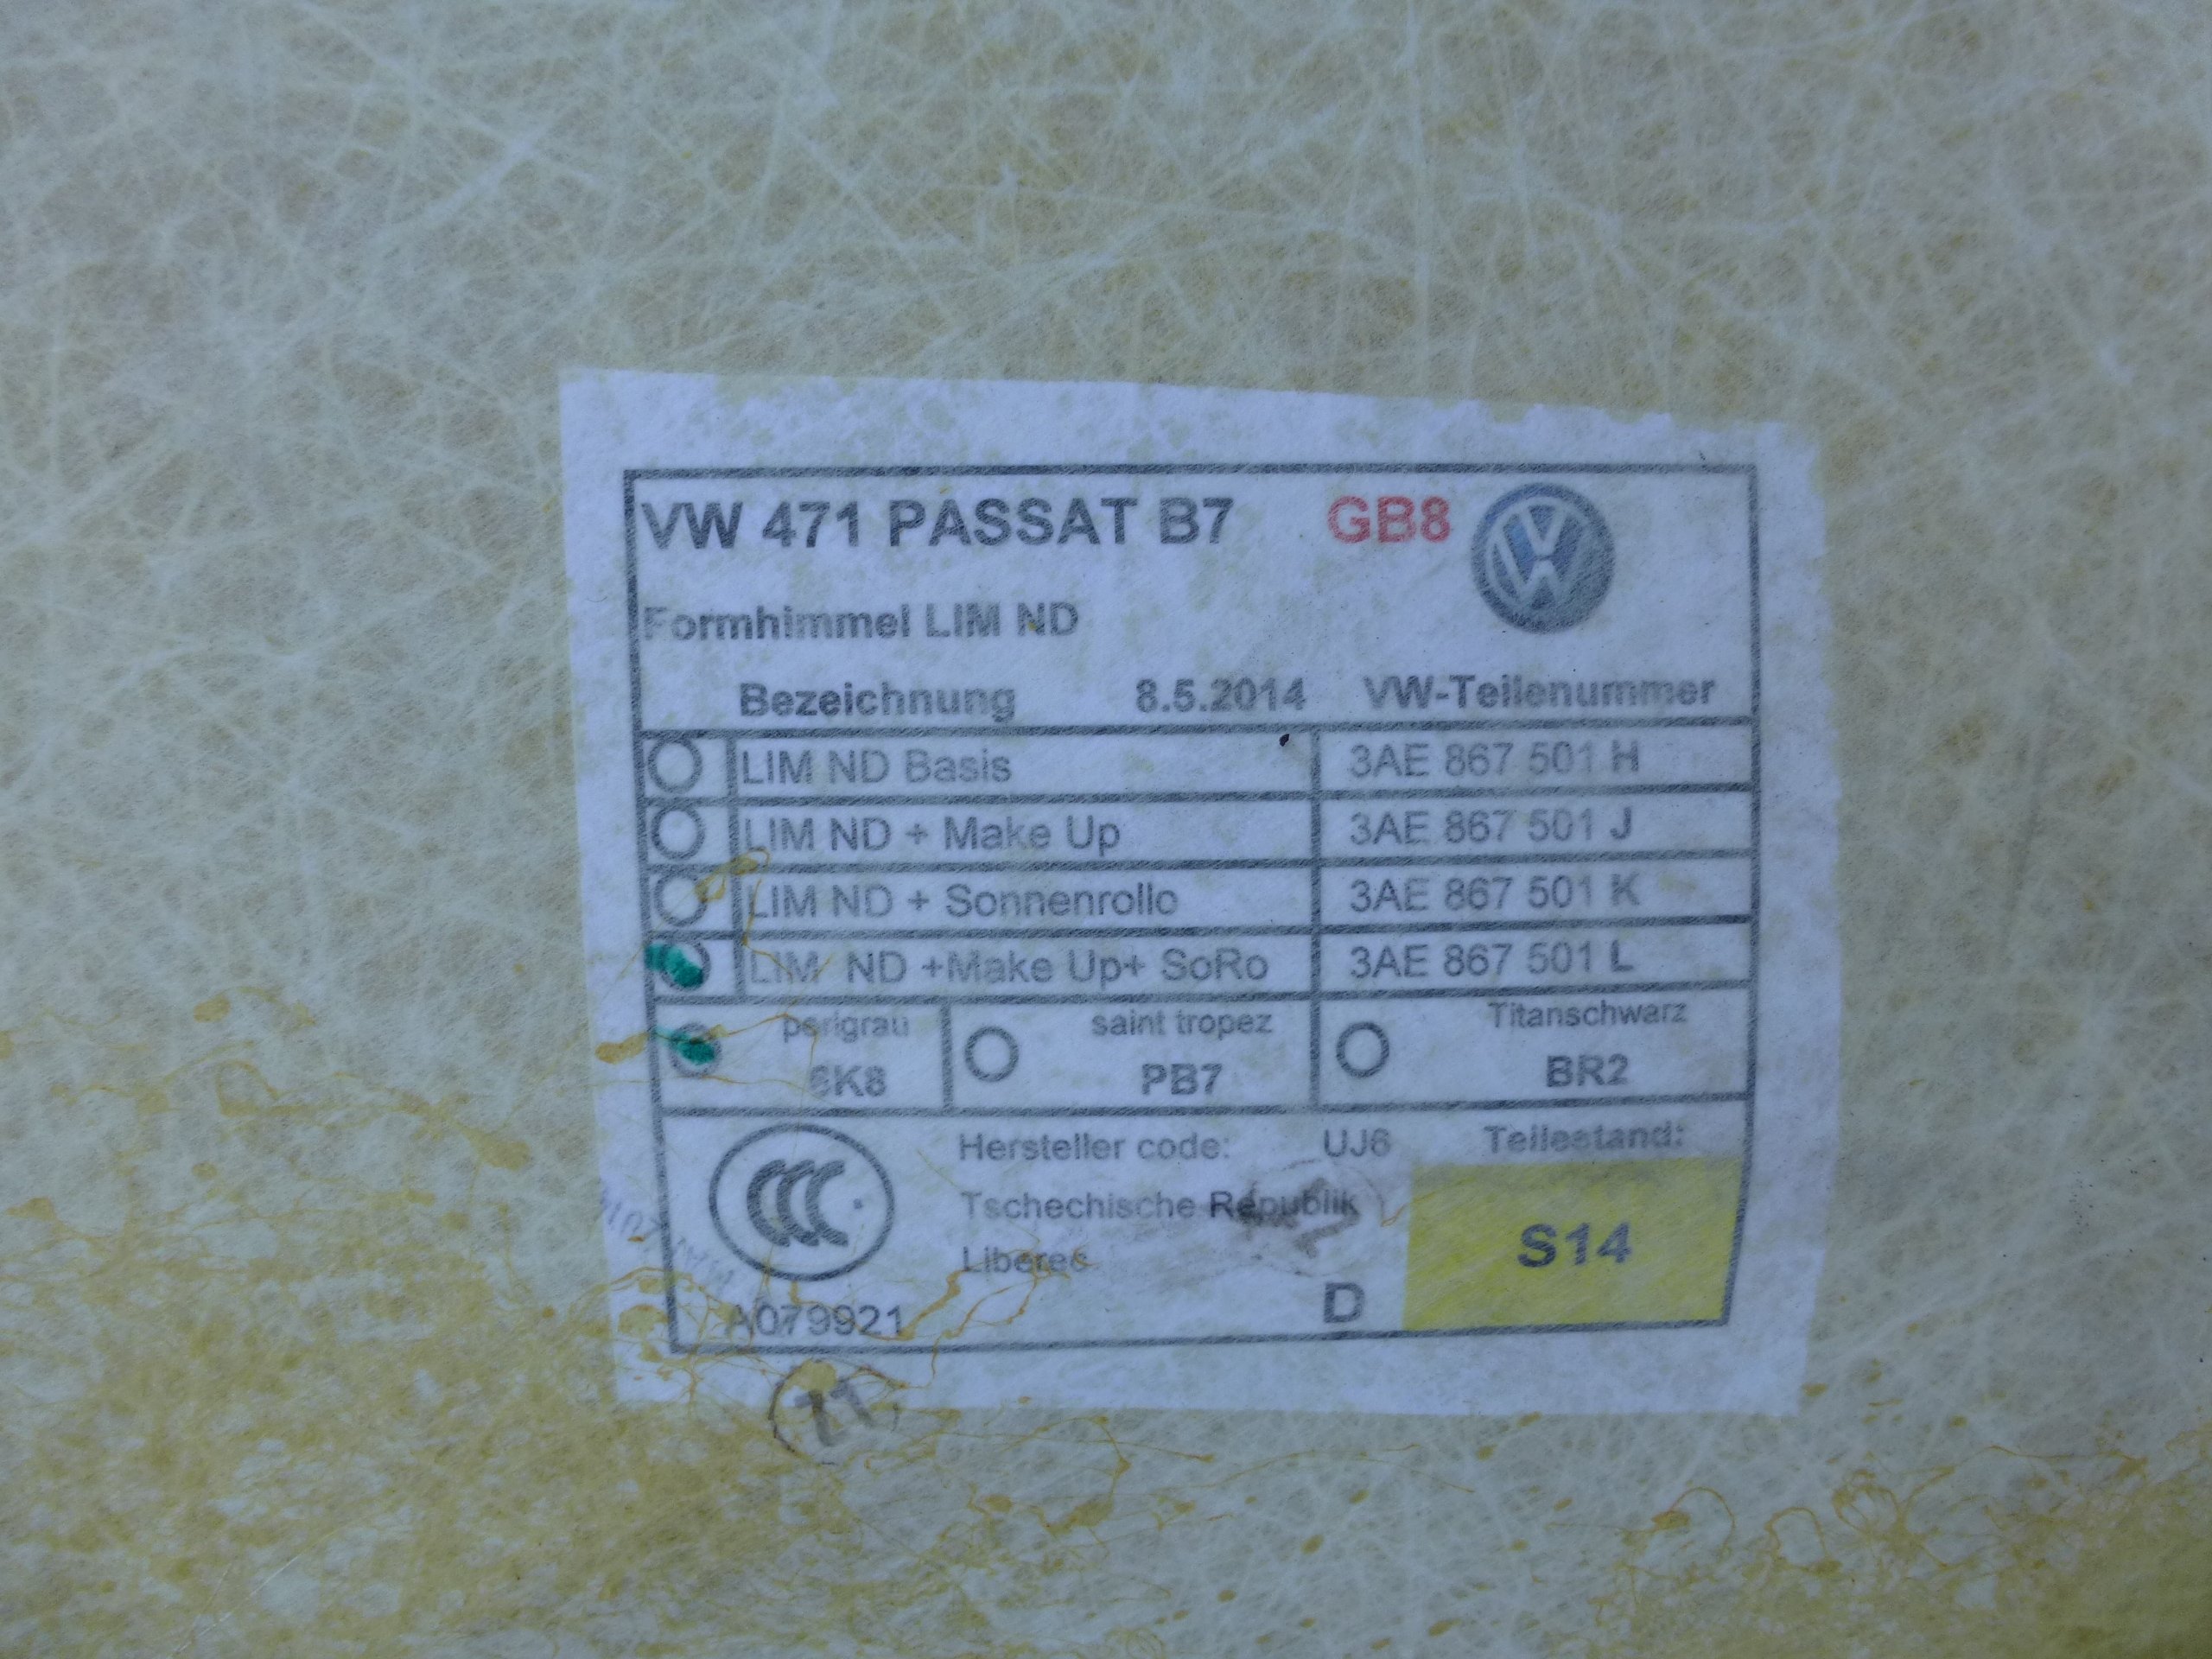 VW 471 PASSAT B7 GB8
Formhimmel LIM ND
Bezeichnung 8.5.2014 VW-Teilenummer
LIM ND Basis 3AE 867 501 H
LIM ND + Make Up 3AE 867 501 J
LIM ND + Sonnenrollo 3AE 867 501 K
LIM ND +Make Up+ SoRo 3AE 867 501 L
perlgrau saint tropez Titanschwarz
6K8 PB7 BR2
Hersteller code: UJ6 Teilestand:
CCC
Tschechische Republik
S14
Liberec
D
A079921